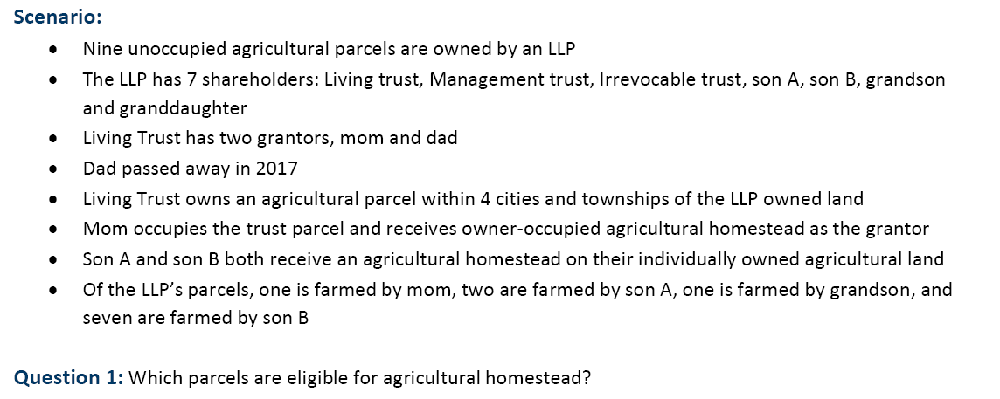 Scenario:
• Nine unoccupied agricultural parcels are owned by an LLP
• The LLP has 7 shareholders: Living trust, Management trust, Irrevocable trust, son A, son B, grandson
and granddaughter
• Living Trust has two grantors, mom and dad
• Dad passed away in 2017
• Living Trust owns an agricultural parcel within 4 cities and townships of the LLP owned land
• Mom occupies the trust parcel and receives owner-occupied agricultural homestead as the grantor
• Son A and son B both receive an agricultural homestead on their individually owned agricultural land
• Of the LLP’s parcels, one is farmed by mom, two are farmed by son A, one is farmed by grandson, and
seven are farmed by son B
Question 1: Which parcels are eligible for agricultural homestead?